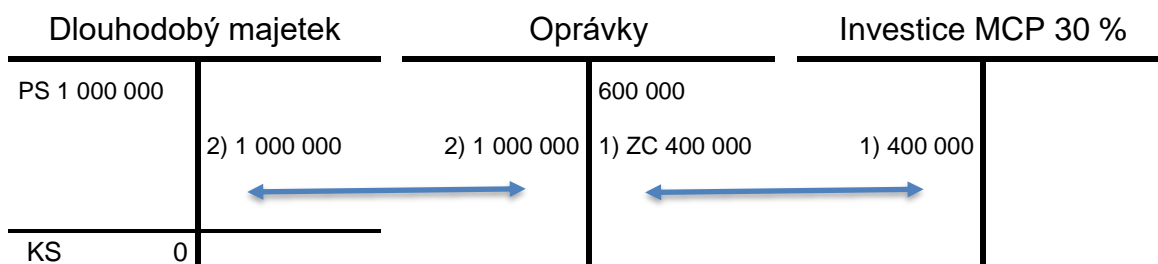 Dlouhodobý majetek Oprávky Investice MCP 30 %
PS 1 000 000 600 000
2) 1 000 000 2) 1 000 000 1) ZC 400 000 1) 400 000
KS 0